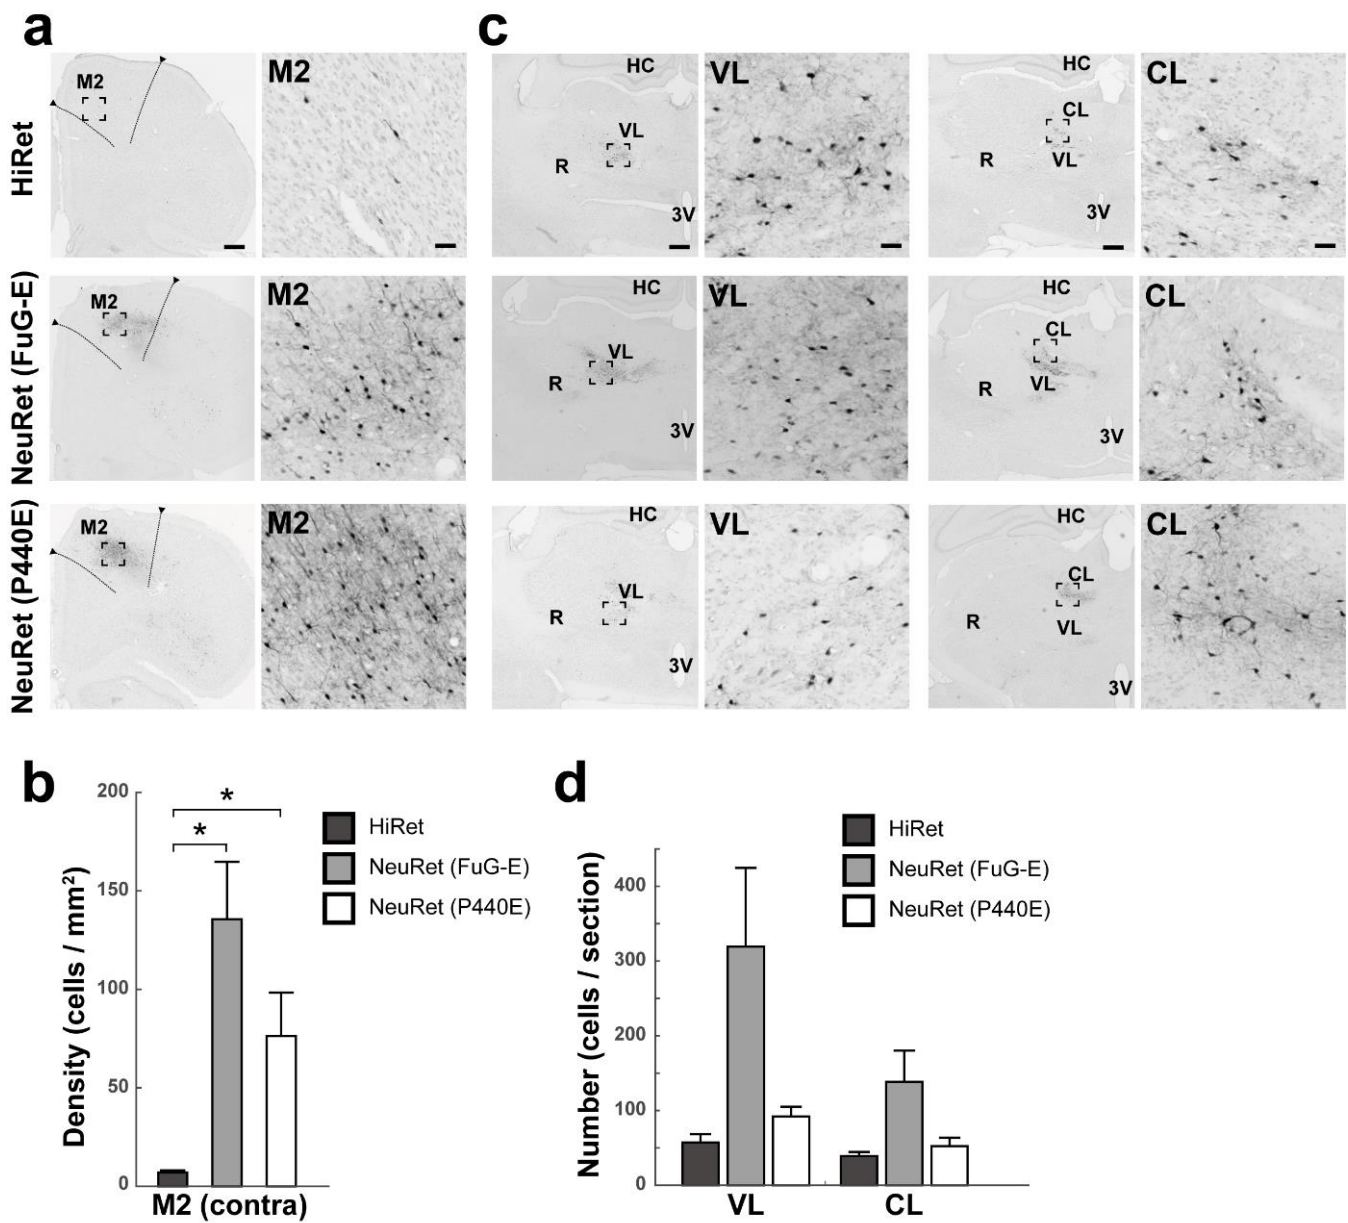 a
c
HiRet
M2
M2
HC
VL
R
3V
VL
HC
CL
R
VL
3V
CL
NeuRet (FuG-E)
M2
M2
HC
VL
R
3V
VL
HC
CL
R
VL
3V
CL
NeuRet (P440E)
M2
M2
HC
VL
R
3V
VL
HC
CL
R
VL
3V
CL
b
Density (cells / mm²)
200
150
100
50
0
*
*
HiRet
NeuRet (FuG-E)
NeuRet (P440E)
M2 (contra)
d
Number (cells / section)
400
300
200
100
0
HiRet
NeuRet (FuG-E)
NeuRet (P440E)
VL
CL